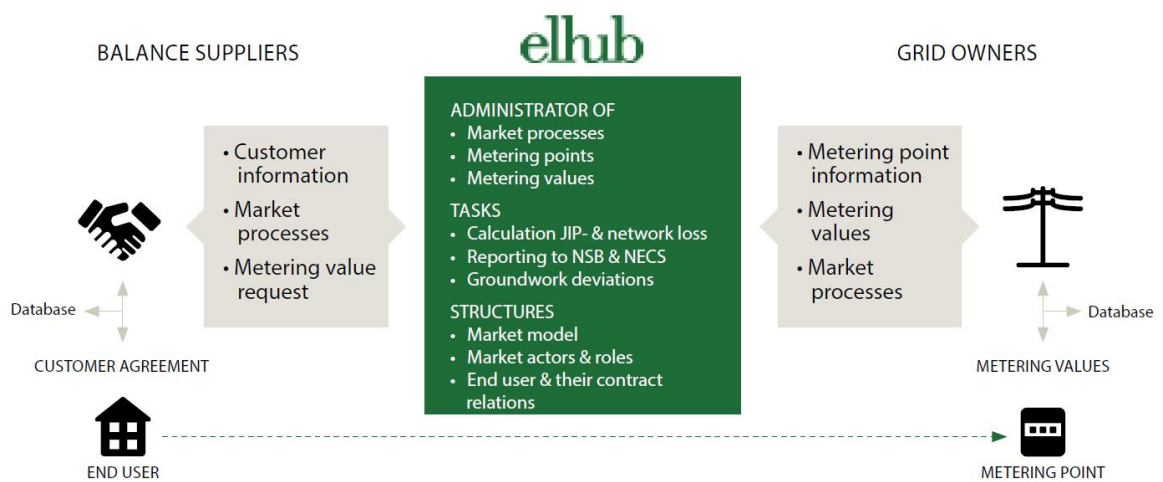 elhub
BALANCE SUPPLIERS
GRID OWNERS
• Customer
information
• Market
processes
• Metering value
request
ADMINISTRATOR OF
• Market processes
• Metering points
• Metering values
TASKS
• Calculation JIP- & network loss
• Reporting to NSB & NECS
• Groundwork deviations
STRUCTURES
• Market model
• Market actors & roles
• End user & their contract
relations
• Metering point
information
• Metering
values
• Market
processes
Database
CUSTOMER AGREEMENT
END USER
Database
METERING VALUES
METERING POINT